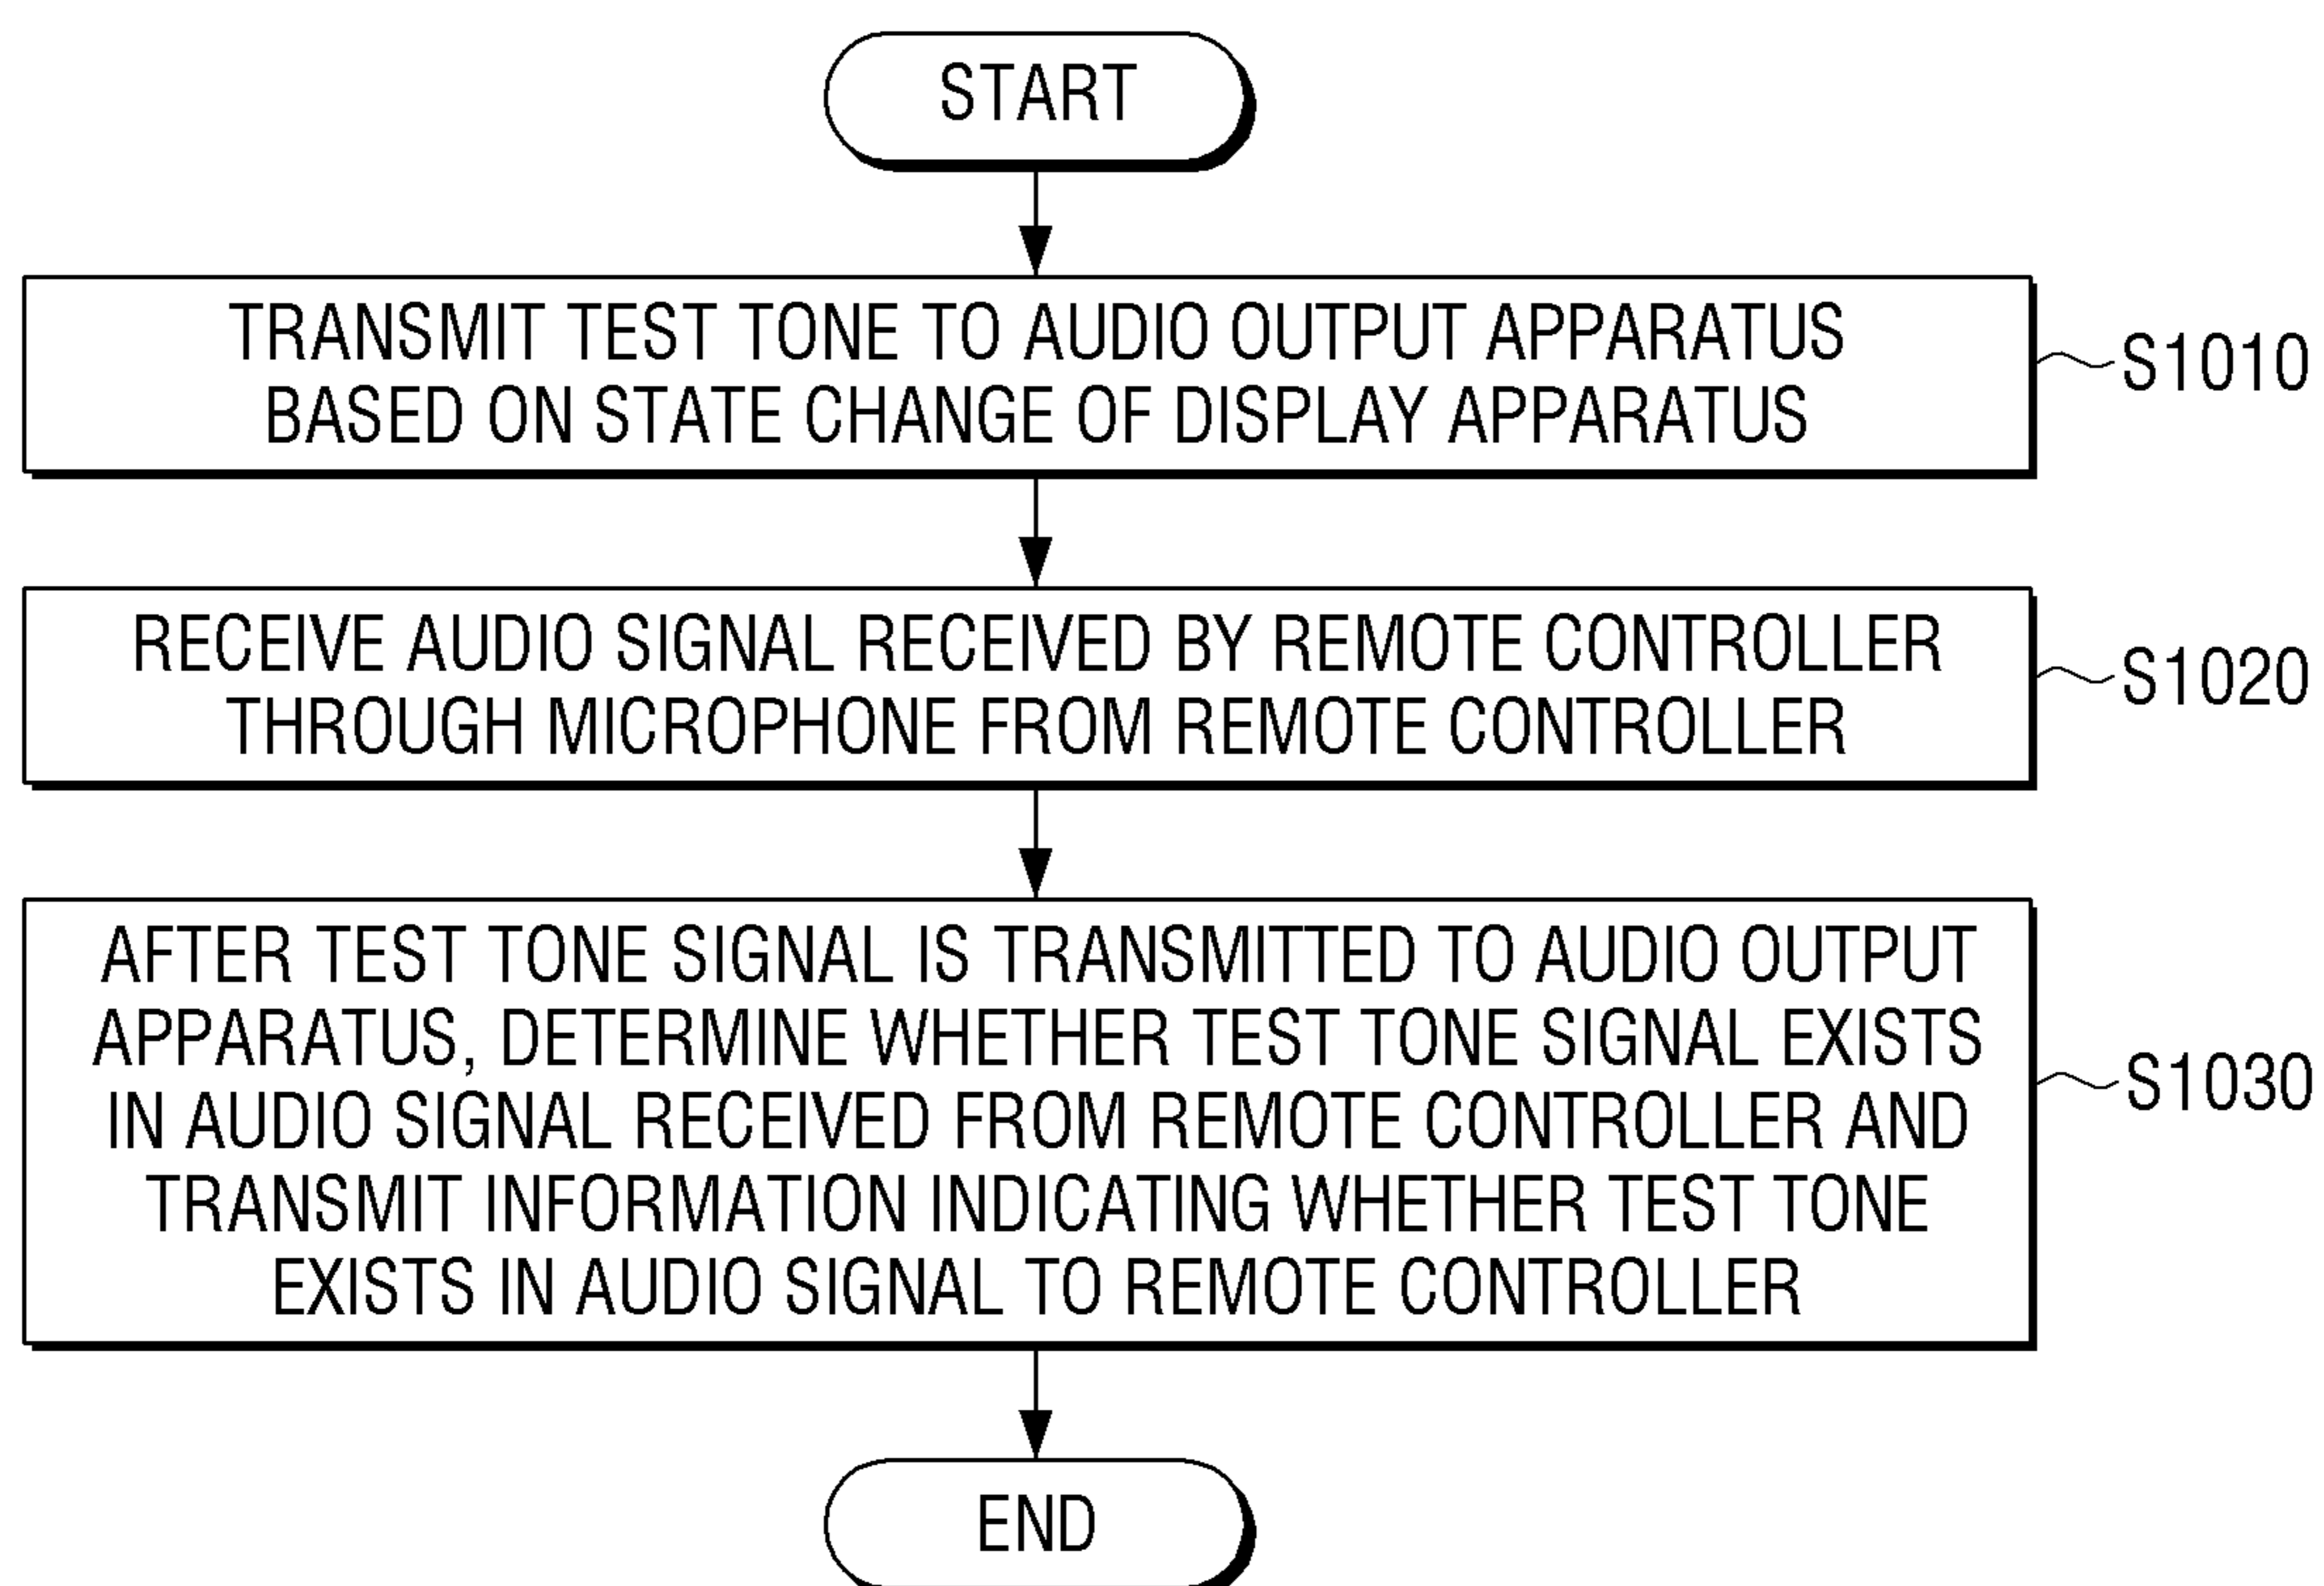 START
TRANSMIT TEST TONE TO AUDIO OUTPUT APPARATUS
BASED ON STATE CHANGE OF DISPLAY APPARATUS
S1010
RECEIVE AUDIO SIGNAL RECEIVED BY REMOTE CONTROLLER
THROUGH MICROPHONE FROM REMOTE CONTROLLER
S1020
AFTER TEST TONE SIGNAL IS TRANSMITTED TO AUDIO OUTPUT
APPARATUS, DETERMINE WHETHER TEST TONE SIGNAL EXISTS
IN AUDIO SIGNAL RECEIVED FROM REMOTE CONTROLLER AND
TRANSMIT INFORMATION INDICATING WHETHER TEST TONE
EXISTS IN AUDIO SIGNAL TO REMOTE CONTROLLER
S1030
END